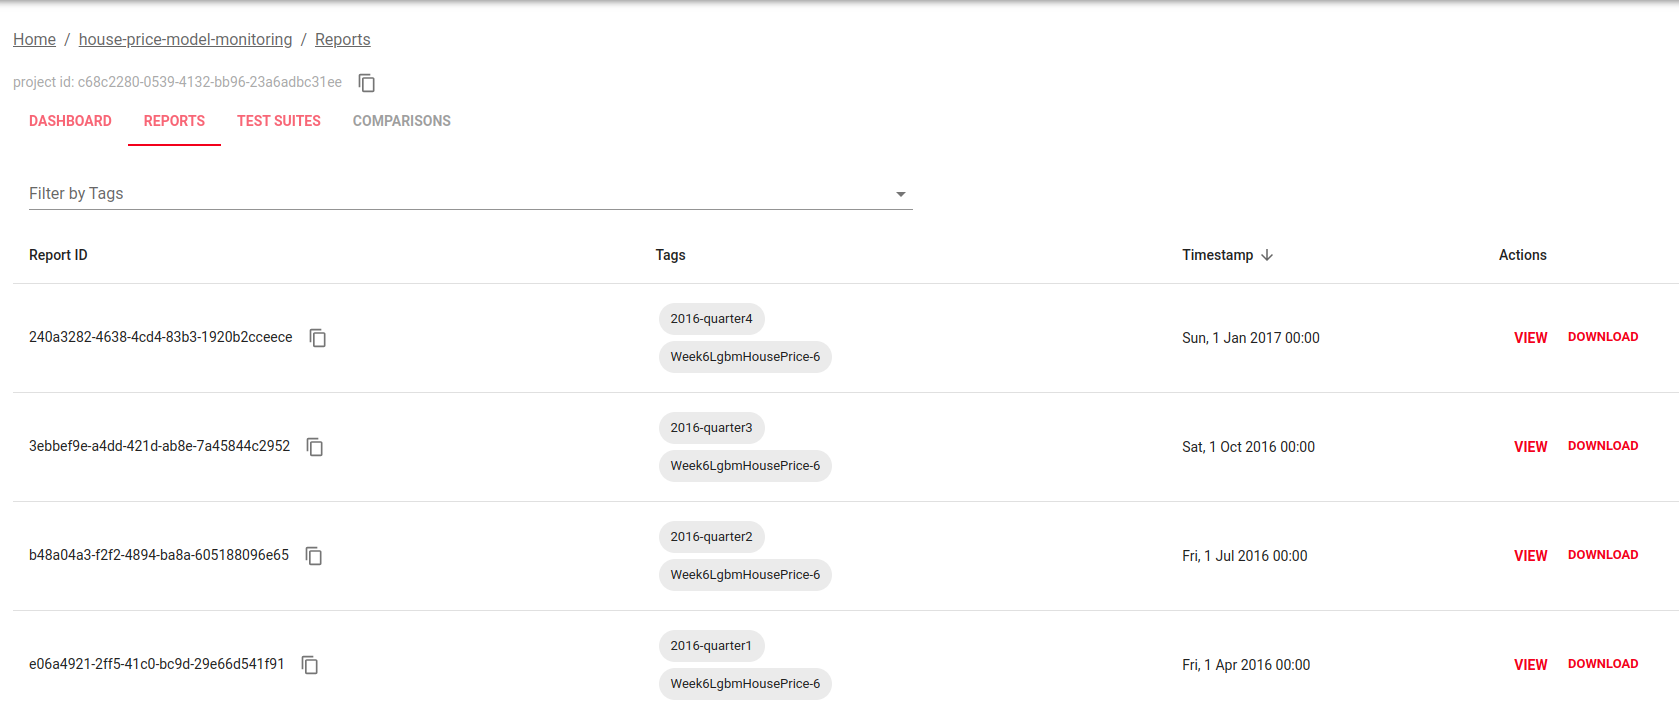 Home / house-price-model-monitoring / Reports
project id: c68c2280-0539-4132-bb96-23a6adbc31ee
DASHBOARD REPORTS TEST SUITES COMPARISONS
Filter by Tags
Report ID Tags Timestamp Actions
2016-quarter4
240a3282-4638-4cd4-83b3-1920b2cceece Sun, 1 Jan 2017 00:00 VIEW DOWNLOAD
Week6LgbmHousePrice-6
2016-quarter3
3ebbef9e-a4dd-421d-ab8e-7a45844c2952 Sat, 1 Oct 2016 00:00 VIEW DOWNLOAD
Week6LgbmHousePrice-6
2016-quarter2
b48a04a3-f2f2-4894-ba8a-605188096e65 Fri, 1 Jul 2016 00:00 VIEW DOWNLOAD
Week6LgbmHousePrice-6
2016-quarter1
e06a4921-2ff5-41c0-bc9d-29e66d541f91 Fri, 1 Apr 2016 00:00 VIEW DOWNLOAD
Week6LgbmHousePrice-6